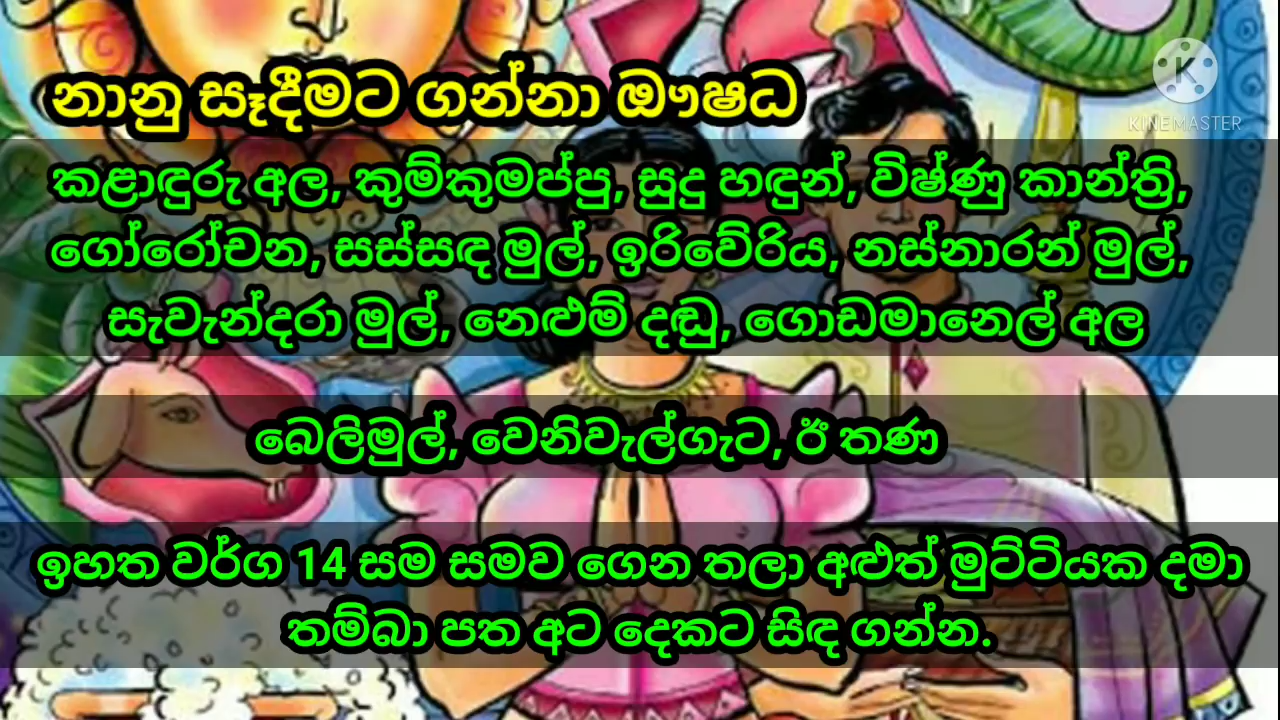 නානු සෑදීමට ගන්නා ඖෂධ
KINEMASTER
කළාඳුරු අල, කුම්කුමප්පු, සුදු හඳුන්, විෂ්ණු කාන්ත්‍රි,
ගෝරෝචන, සස්සඳ මුල්, ඉරිවේරිය, නස්නාරන් මුල්,
සැවැන්දරා මුල්, නෙළුම් දඬු, ගොඩමානෙල් අල
බෙලිමුල්, වෙනිවැල්ගැට, ඊ තණ
ඉහත වර්ග 14 සම සමව ගෙන තලා අළුත් මුට්ටියක දමා
තම්බා පත අට දෙකට සිඳ ගන්න.